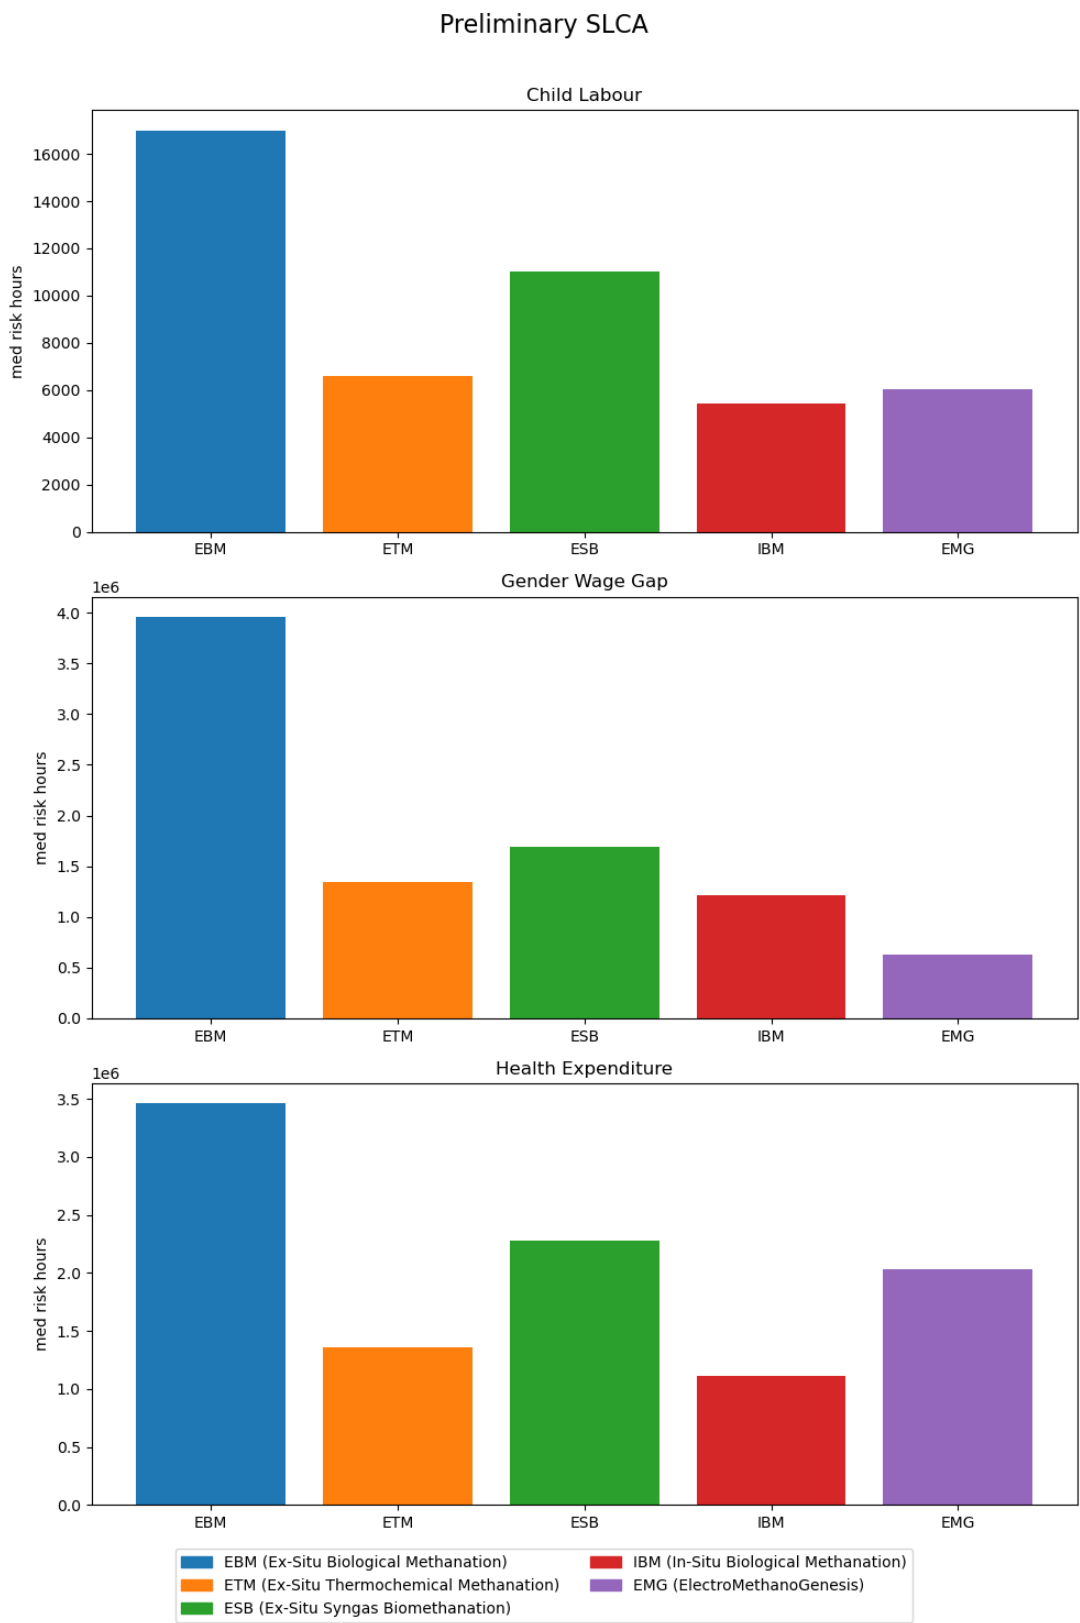 Preliminary SLCA
Child Labour
med risk hours
16000
14000
12000
10000
8000
6000
4000
2000
0
EBM ETM ESB IBM EMG
Gender Wage Gap
1e6
med risk hours
4.0
3.5
3.0
2.5
2.0
1.5
1.0
0.5
0.0
EBM ETM ESB IBM EMG
Health Expenditure
1e6
med risk hours
3.5
3.0
2.5
2.0
1.5
1.0
0.5
0.0
EBM ETM ESB IBM EMG
EBM (Ex-Situ Biological Methanation)
ETM (Ex-Situ Thermochemical Methanation)
ESB (Ex-Situ Syngas Biomethanation)
IBM (In-Situ Biological Methanation)
EMG (ElectroMethanoGenesis)